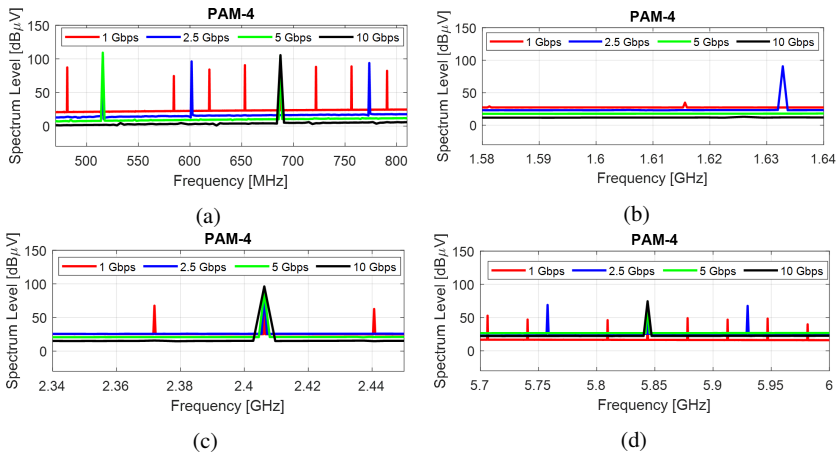 PAM-4
Spectrum Level [dBμV]
150
100
50
0
1 Gbps 2.5 Gbps 5 Gbps 10 Gbps
500 550 600 650 700 750 800
Frequency [MHz]
(a)
PAM-4
Spectrum Level [dBμV]
150
100
50
0
1 Gbps 2.5 Gbps 5 Gbps 10 Gbps
1.58 1.59 1.6 1.61 1.62 1.63 1.64
Frequency [GHz]
(b)
PAM-4
Spectrum Level [dBμV]
150
100
50
0
1 Gbps 2.5 Gbps 5 Gbps 10 Gbps
2.34 2.36 2.38 2.4 2.42 2.44
Frequency [GHz]
(c)
PAM-4
Spectrum Level [dBμV]
150
100
50
0
1 Gbps 2.5 Gbps 5 Gbps 10 Gbps
5.7 5.75 5.8 5.85 5.9 5.95 6
Frequency [GHz]
(d)